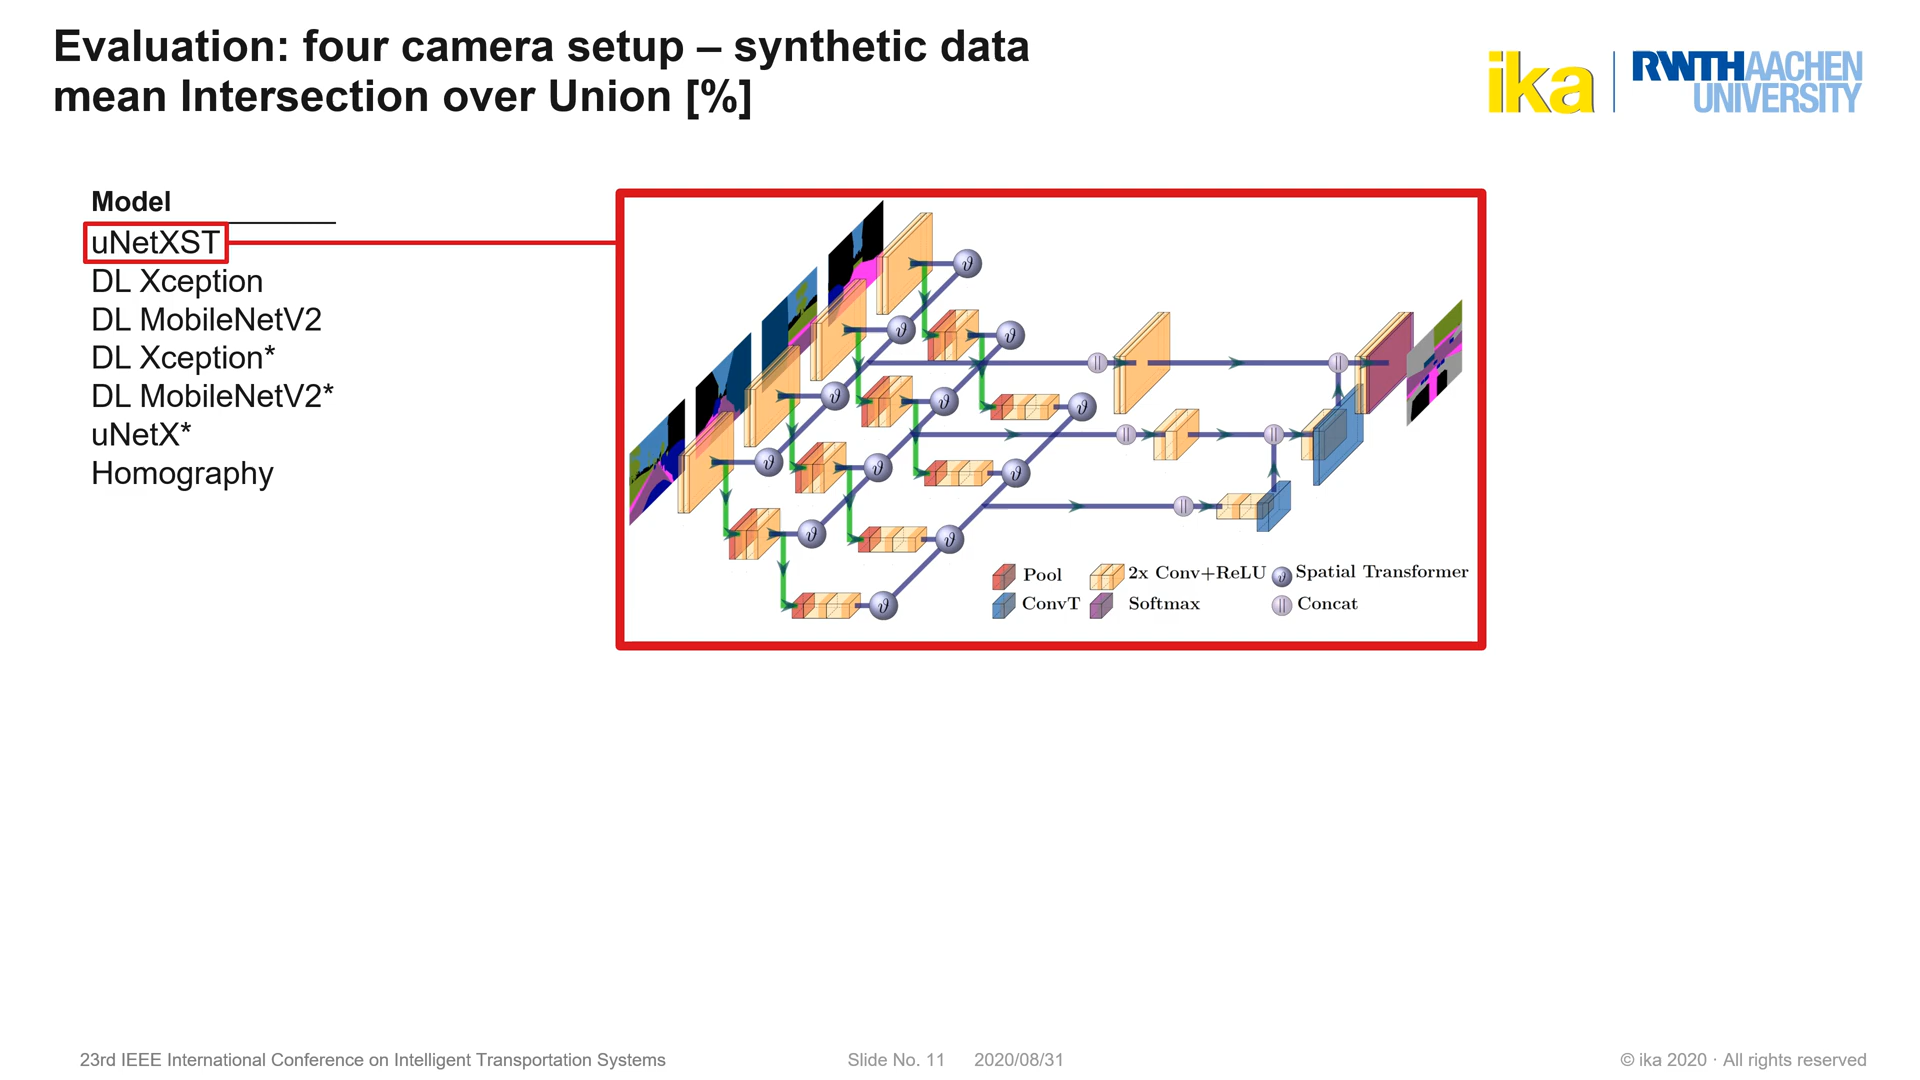 Evaluation: four camera setup – synthetic data
mean Intersection over Union [%]
ika
RWTHAACHEN
UNIVERSITY
Model
uNetXST
DL Xception
DL MobileNetV2
DL Xception*
DL MobileNetV2*
uNetX*
Homography
ϑ
ϑ
ϑ
ϑ
ϑ
ϑ
ϑ
ϑ
ϑ
ϑ
ϑ
ϑ
||
||
||
||
||
Pool
2x Conv+ReLU
ϑ Spatial Transformer
ConvT
Softmax
|| Concat
23rd IEEE International Conference on Intelligent Transportation Systems
Slide No. 11
2020/08/31
© ika 2020 · All rights reserved